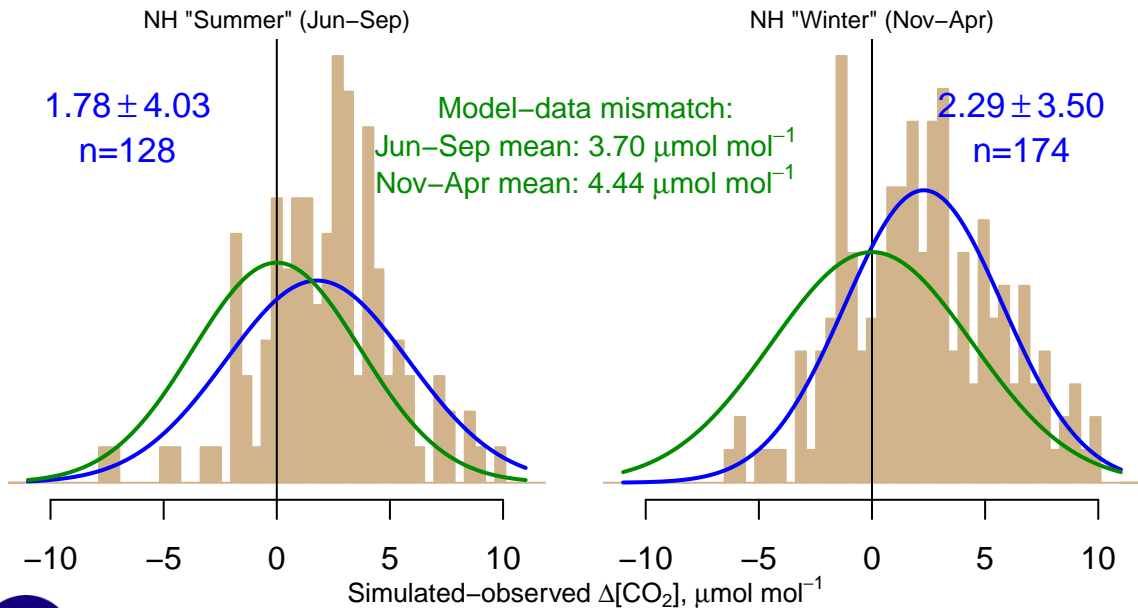 NH "Summer" (Jun−Sep)
NH "Winter" (Nov−Apr)
1.78 ± 4.03
n=128
Model−data mismatch:
Jun−Sep mean: 3.70 μmol mol⁻¹
Nov−Apr mean: 4.44 μmol mol⁻¹
2.29 ± 3.50
n=174
−10 −5 0 5 10
−10 −5 0 5 10
Simulated−observed Δ[CO₂], μmol mol⁻¹